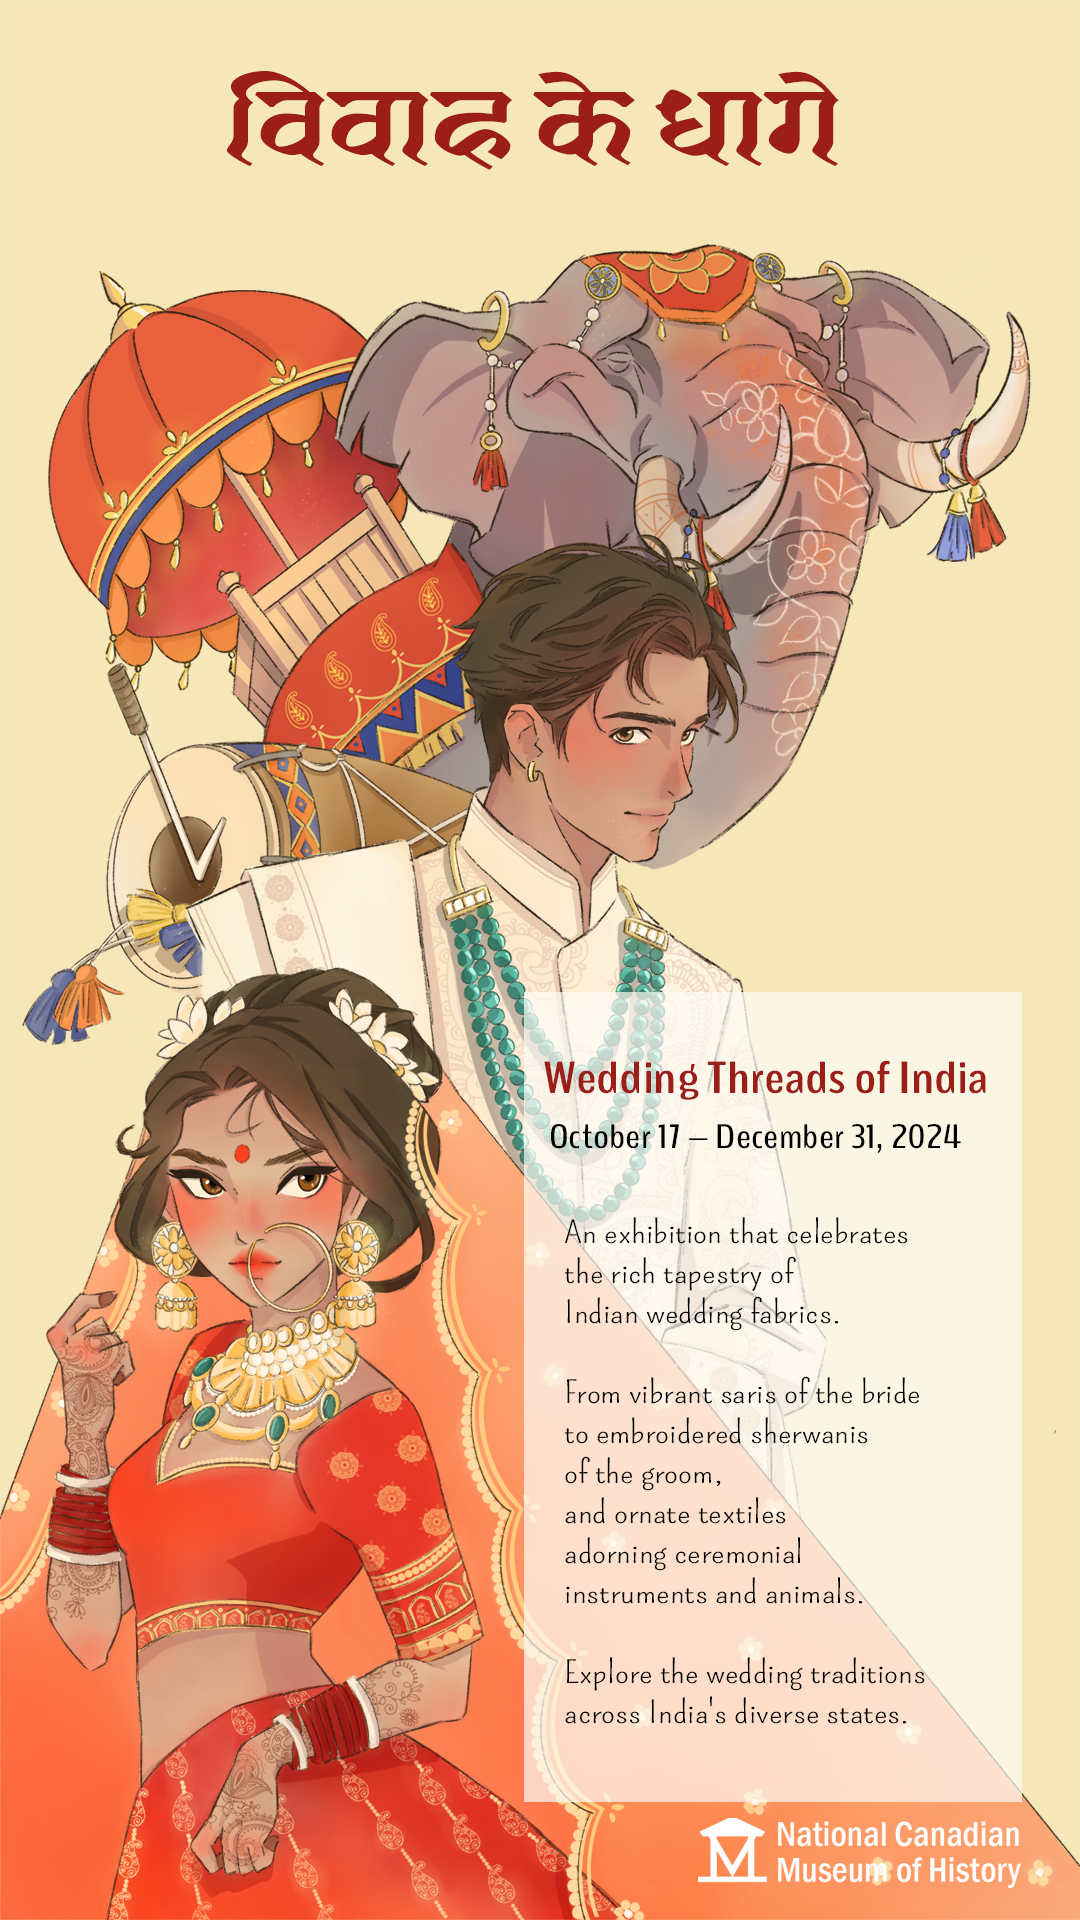 विवाह के धागे
Wedding Threads of India
October 17 – December 31, 2024
An exhibition that celebrates
the rich tapestry of
Indian wedding fabrics.
From vibrant saris of the bride
to embroidered sherwanis
of the groom,
and ornate textiles
adorning ceremonial
instruments and animals.
Explore the wedding traditions
across India's diverse states.
National Canadian
Museum of History